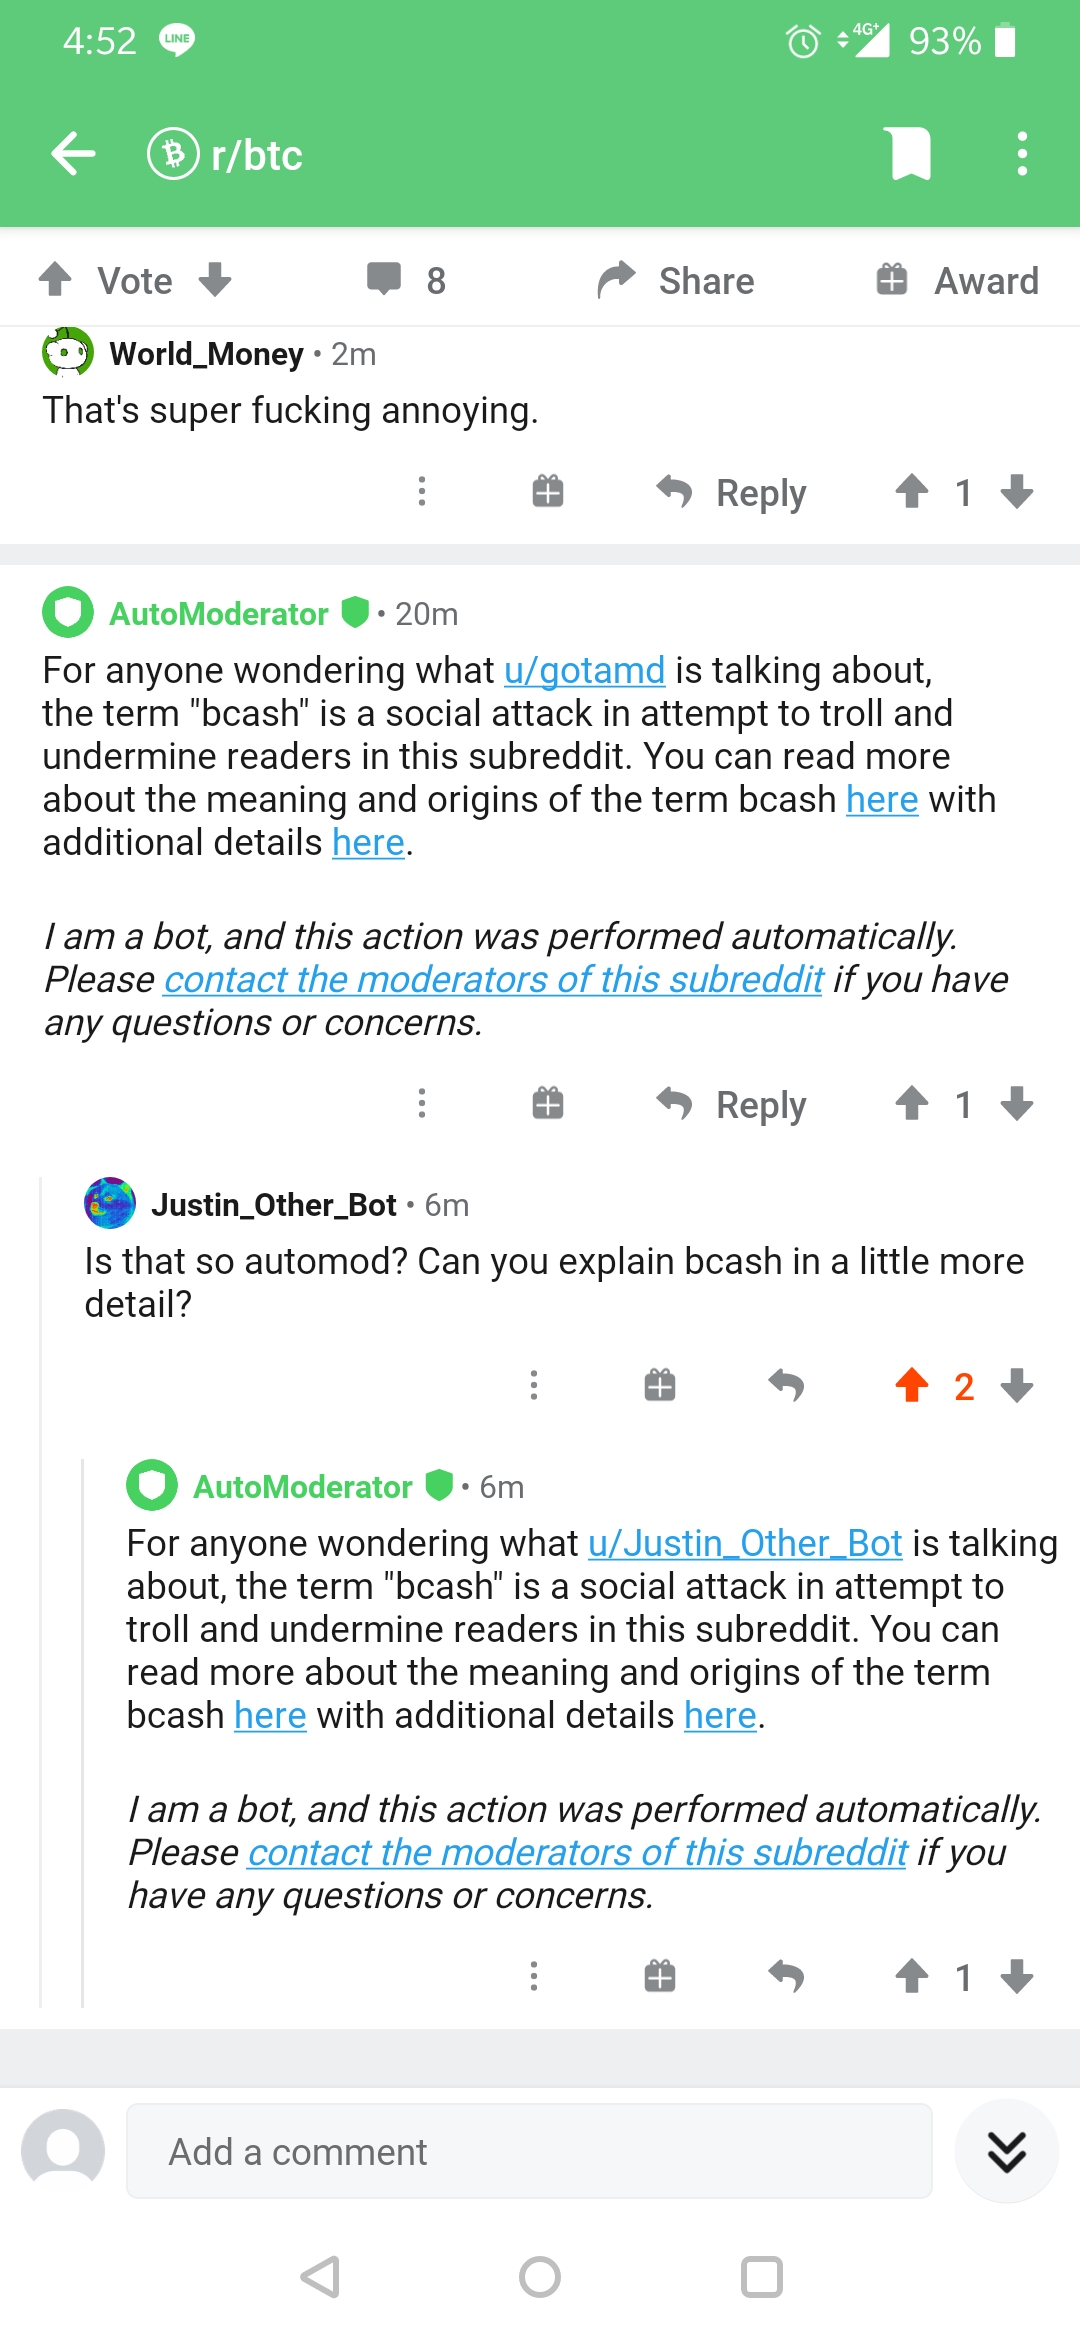 4:52 LINE 4G+ 93%
r/btc
Vote 8 Share Award
World_Money • 2m
That's super fucking annoying.
Reply 1
AutoModerator • 20m
For anyone wondering what u/gotamd is talking about,
the term "bcash" is a social attack in attempt to troll and
undermine readers in this subreddit. You can read more
about the meaning and origins of the term bcash here with
additional details here.
I am a bot, and this action was performed automatically.
Please contact the moderators of this subreddit if you have
any questions or concerns.
Reply 1
Justin_Other_Bot • 6m
Is that so automod? Can you explain bcash in a little more
detail?
2
AutoModerator • 6m
For anyone wondering what u/Justin_Other_Bot is talking
about, the term "bcash" is a social attack in attempt to
troll and undermine readers in this subreddit. You can
read more about the meaning and origins of the term
bcash here with additional details here.
I am a bot, and this action was performed automatically.
Please contact the moderators of this subreddit if you
have any questions or concerns.
1
Add a comment